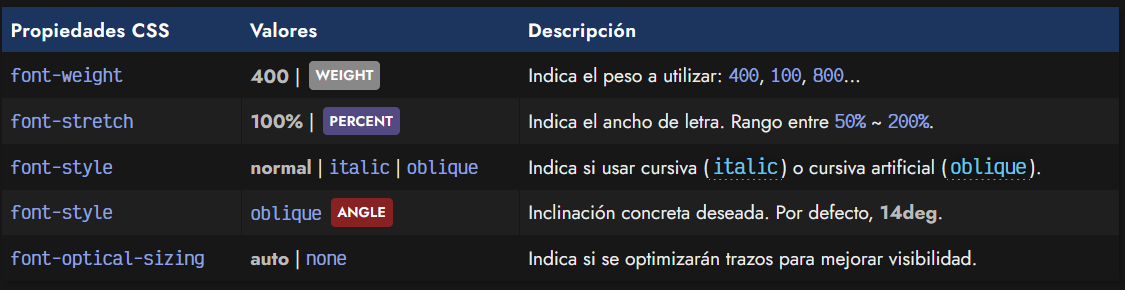 Propiedades CSS Valores Descripción
font-weight 400 | WEIGHT Indica el peso a utilizar: 400, 100, 800...
font-stretch 100% | PERCENT Indica el ancho de letra. Rango entre 50% ~ 200%.
font-style normal | italic | oblique Indica si usar cursiva (italic) o cursiva artificial (oblique).
font-style oblique ANGLE Inclinación concreta deseada. Por defecto, 14deg.
font-optical-sizing auto | none Indica si se optimizarán trazos para mejorar visibilidad.